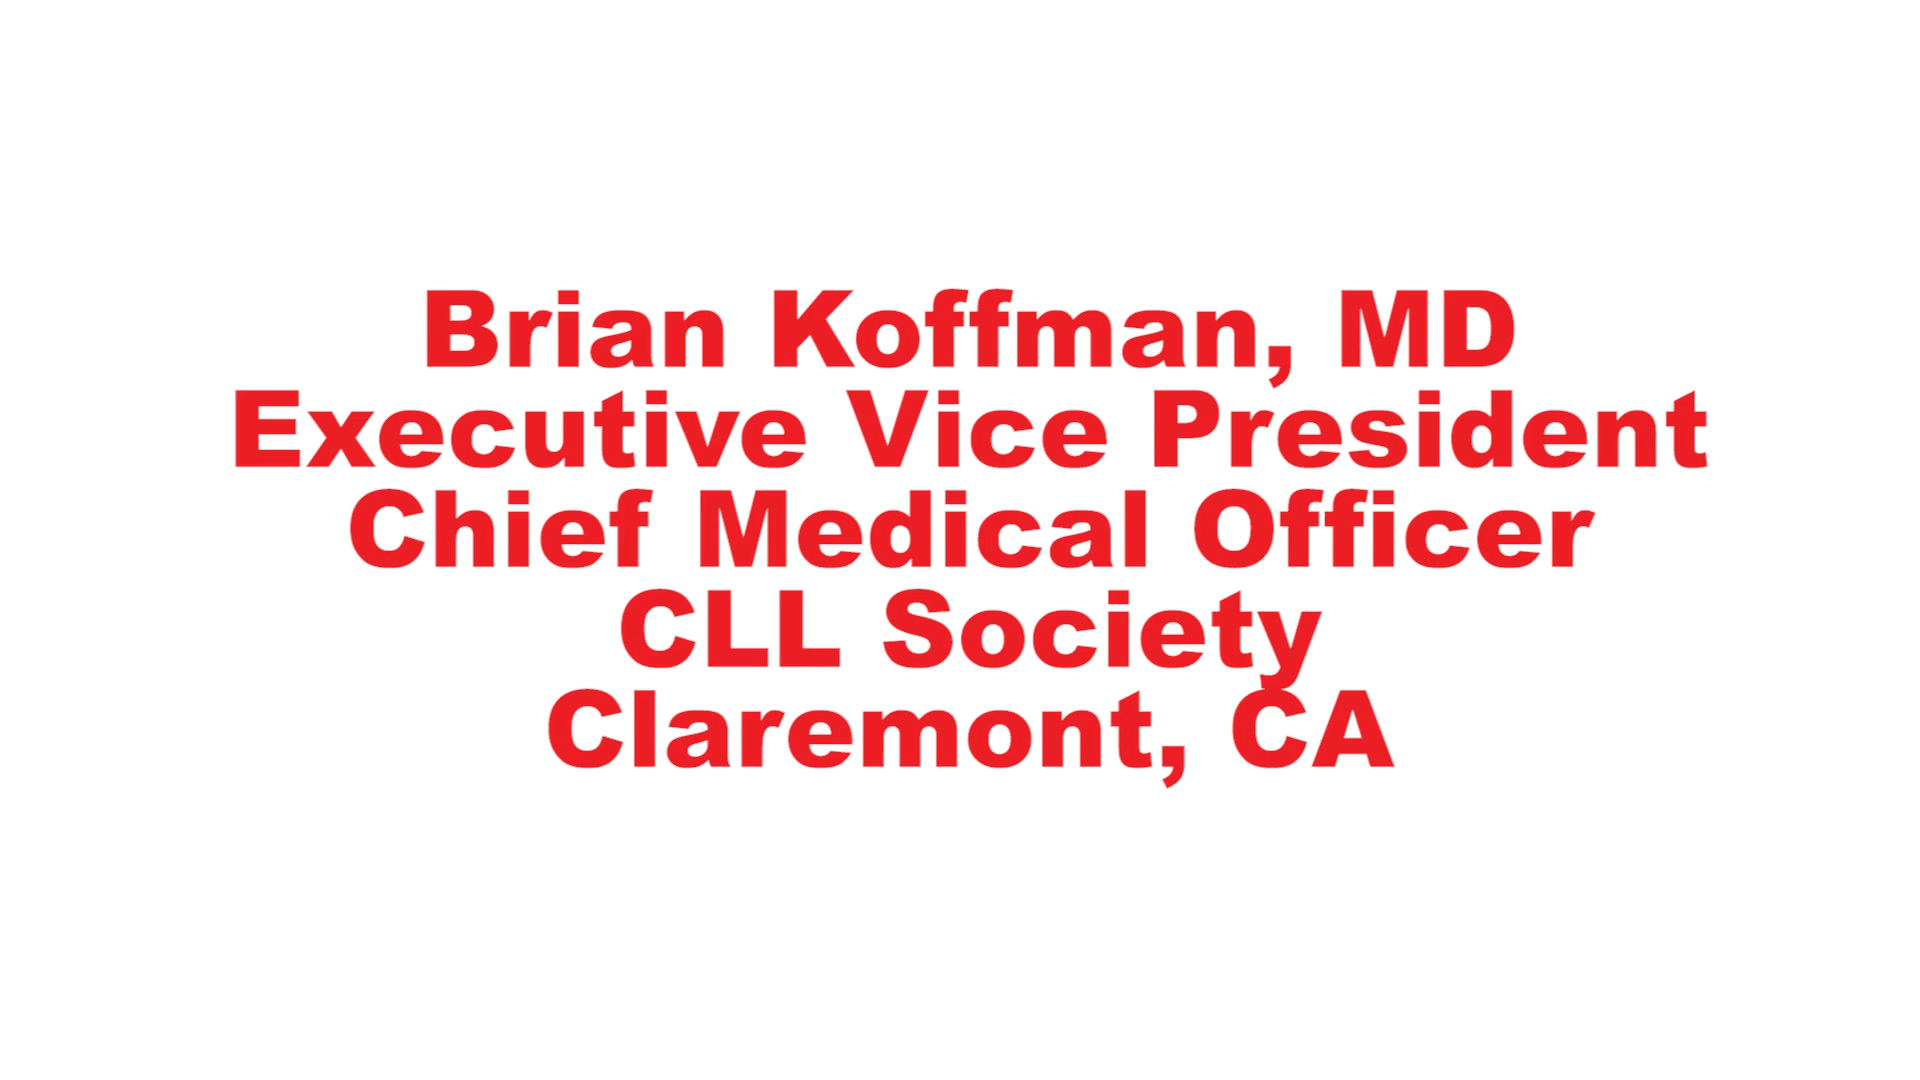 Brian Koffman, MD
Executive Vice President
Chief Medical Officer
CLL Society
Claremont, CA